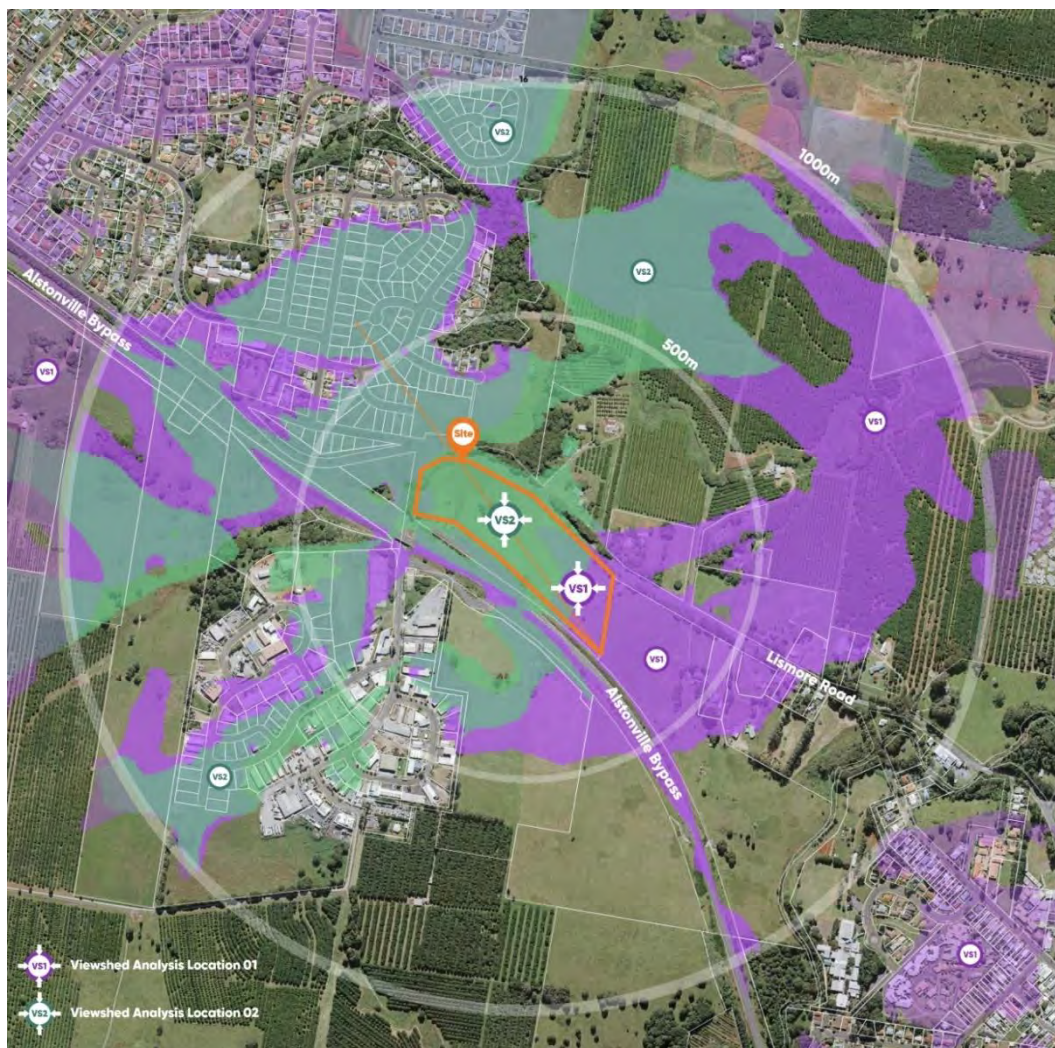 16
VS2
1000m
VS2
Alstonville Bypass
500m
VS1
VS1
Site
VS2
VS1
VS1
Lismore Road
Alstonville Bypass
VS2
VS1
VS1 Viewshed Analysis Location 01
VS2 Viewshed Analysis Location 02